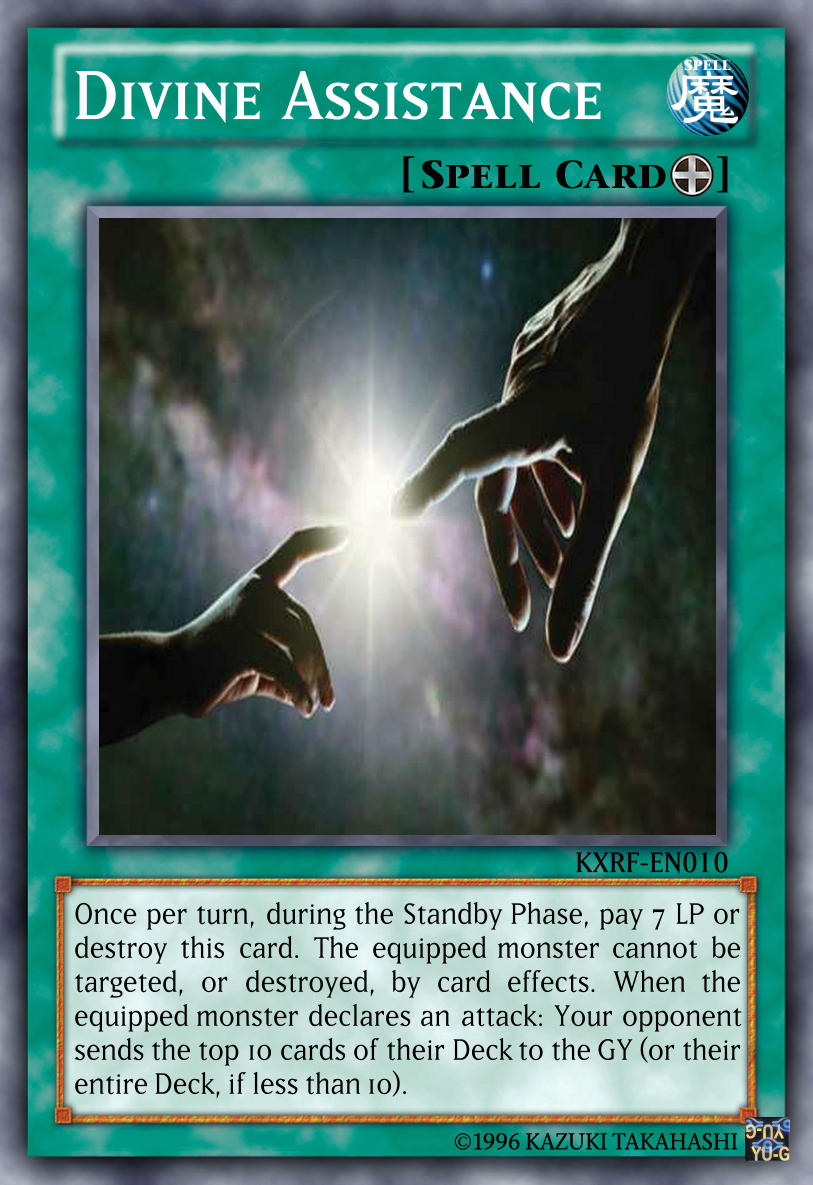 Divine Assistance
SPELL
魔
[Spell Card]
KXRF-EN010
Once per turn, during the Standby Phase, pay 7 LP or
destroy this card. The equipped monster cannot be
targeted, or destroyed, by card effects. When the
equipped monster declares an attack: Your opponent
sends the top 10 cards of their Deck to the GY (or their
entire Deck, if less than 10).
©1996 KAZUKI TAKAHASHI
YU-G
YU-G